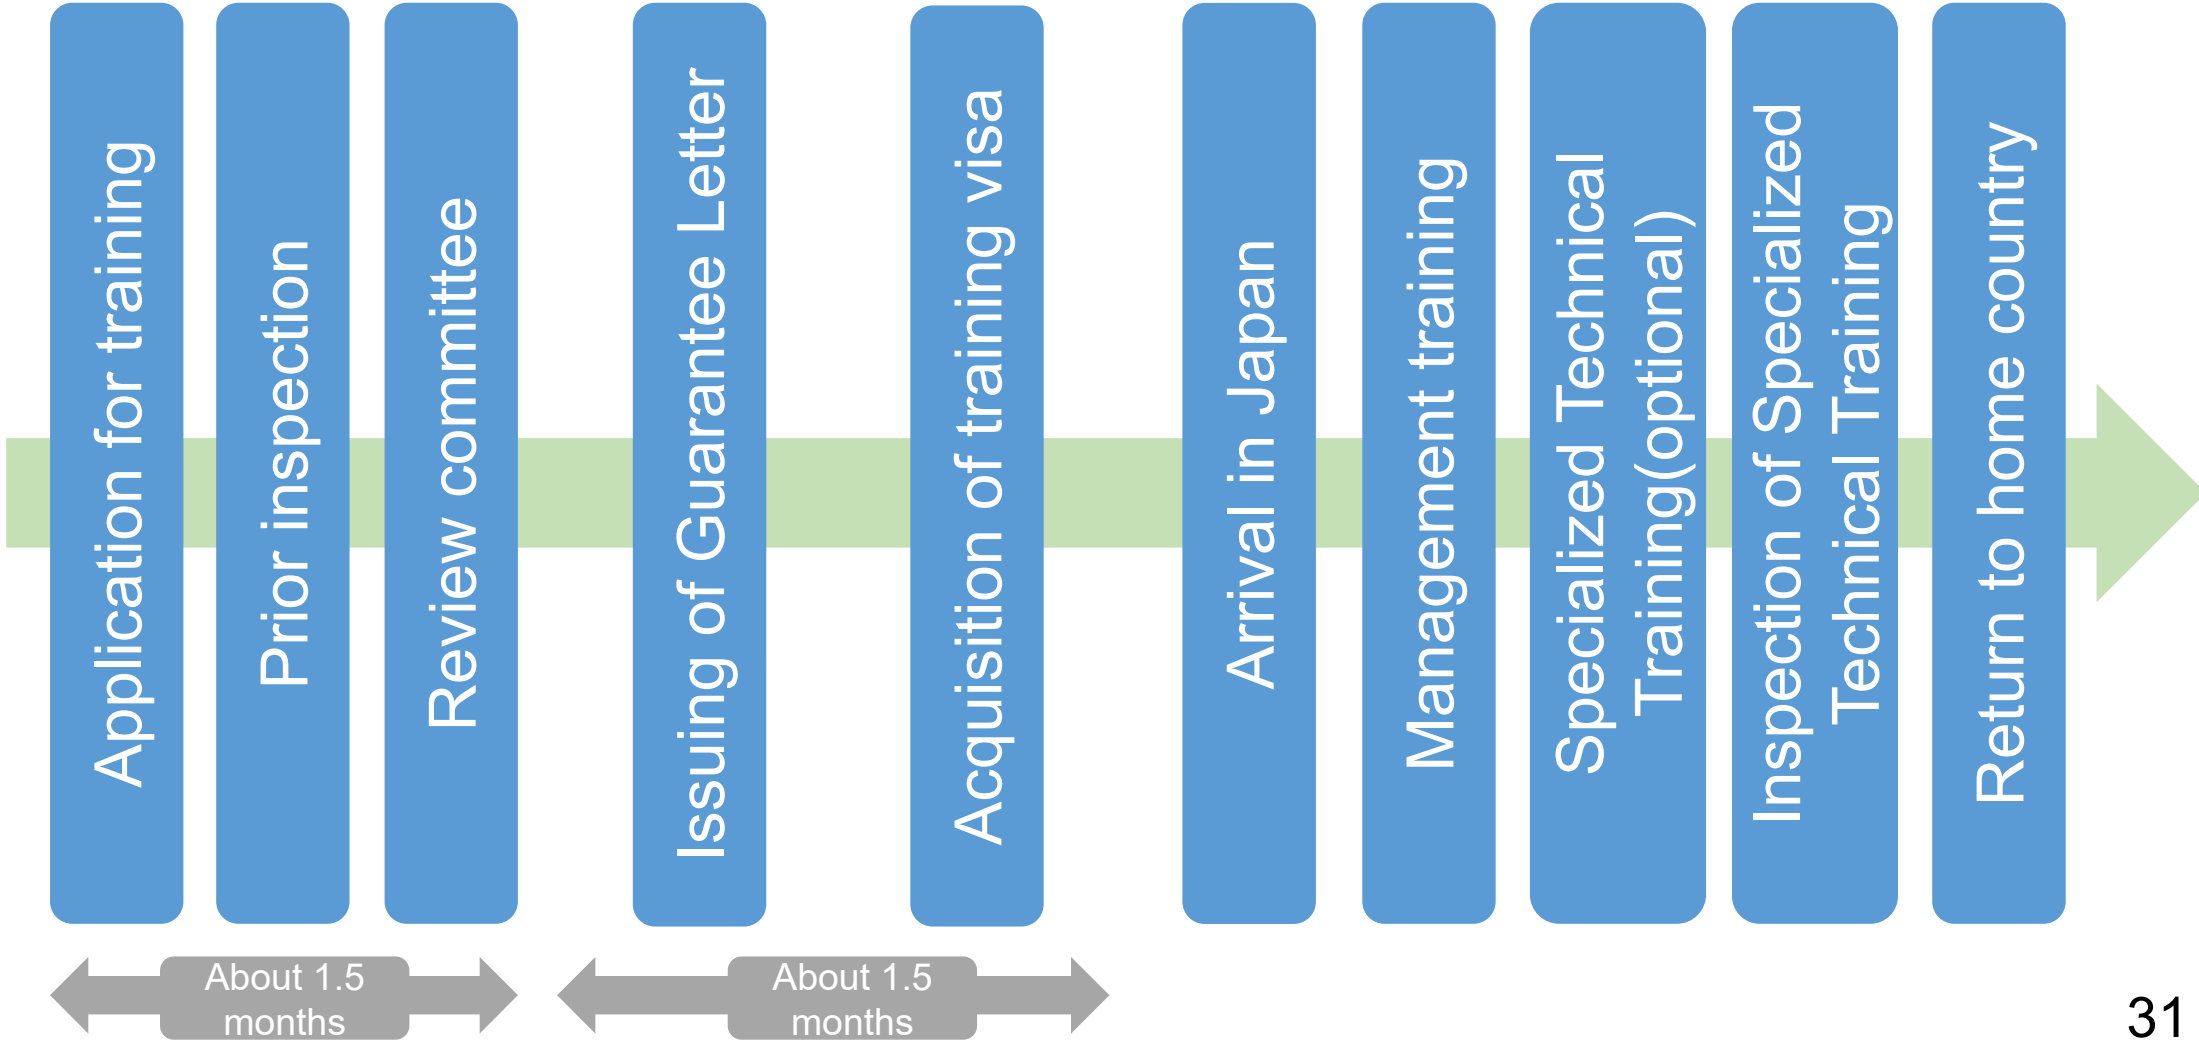 Application for training
Prior inspection
Review committee
Issuing of Guarantee Letter
Acquisition of training visa
Arrival in Japan
Management training
Specialized Technical
Training(optional)
Inspection of Specialized
Technical Training
Return to home country
About 1.5
months
About 1.5
months
31